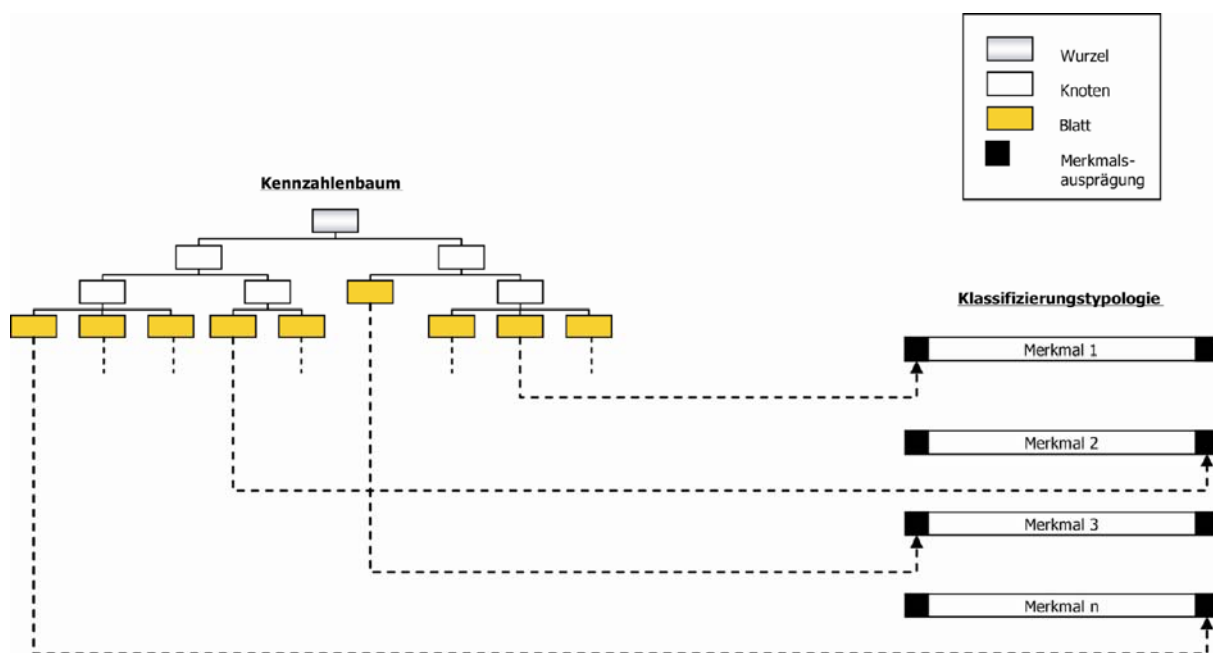 Wurzel
Knoten
Blatt
Merkmals-
ausprägung
Kennzahlenbaum
Klassifizierungstypologie
Merkmal 1
Merkmal 2
Merkmal 3
Merkmal n